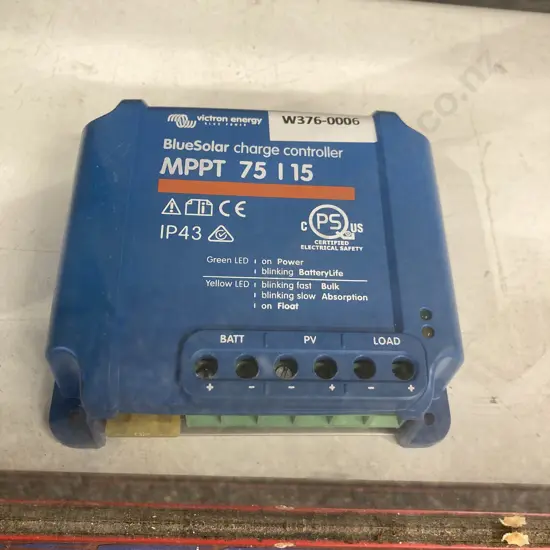 victron energy
BLUE POWER
W376-0006
BlueSolar charge controller
MPPT 75 | 15
CE
IP43
c PS US
CERTIFIED
ELECTRICAL SAFETY
Green LED on Power
blinking BatteryLife
Yellow LED blinking fast Bulk
blinking slow Absorption
on Float
BATT PV LOAD
+ - - + - +
co.nz